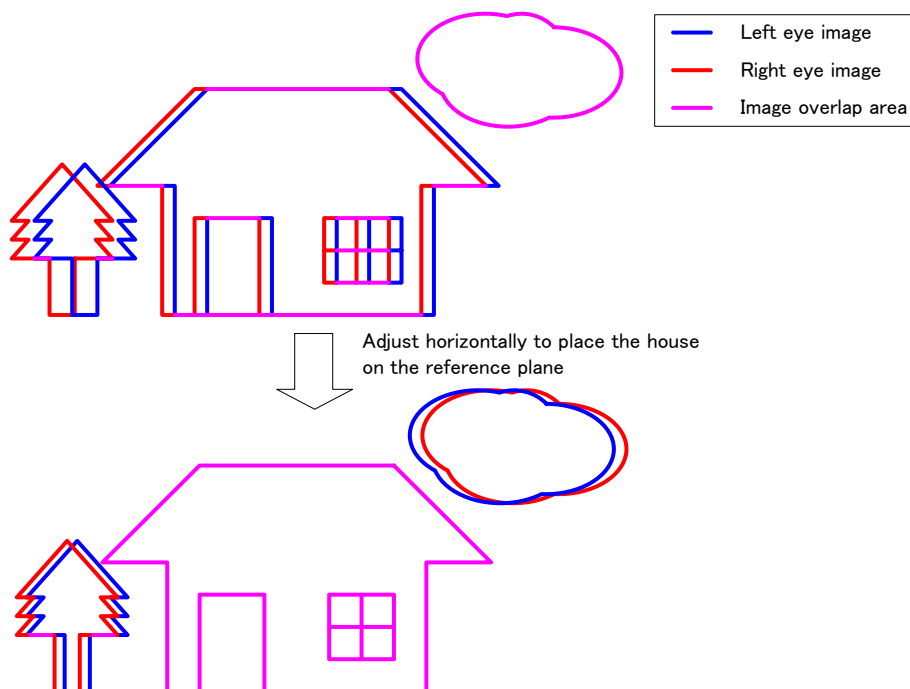 Left eye image
Right eye image
Image overlap area
Adjust horizontally to place the house
on the reference plane